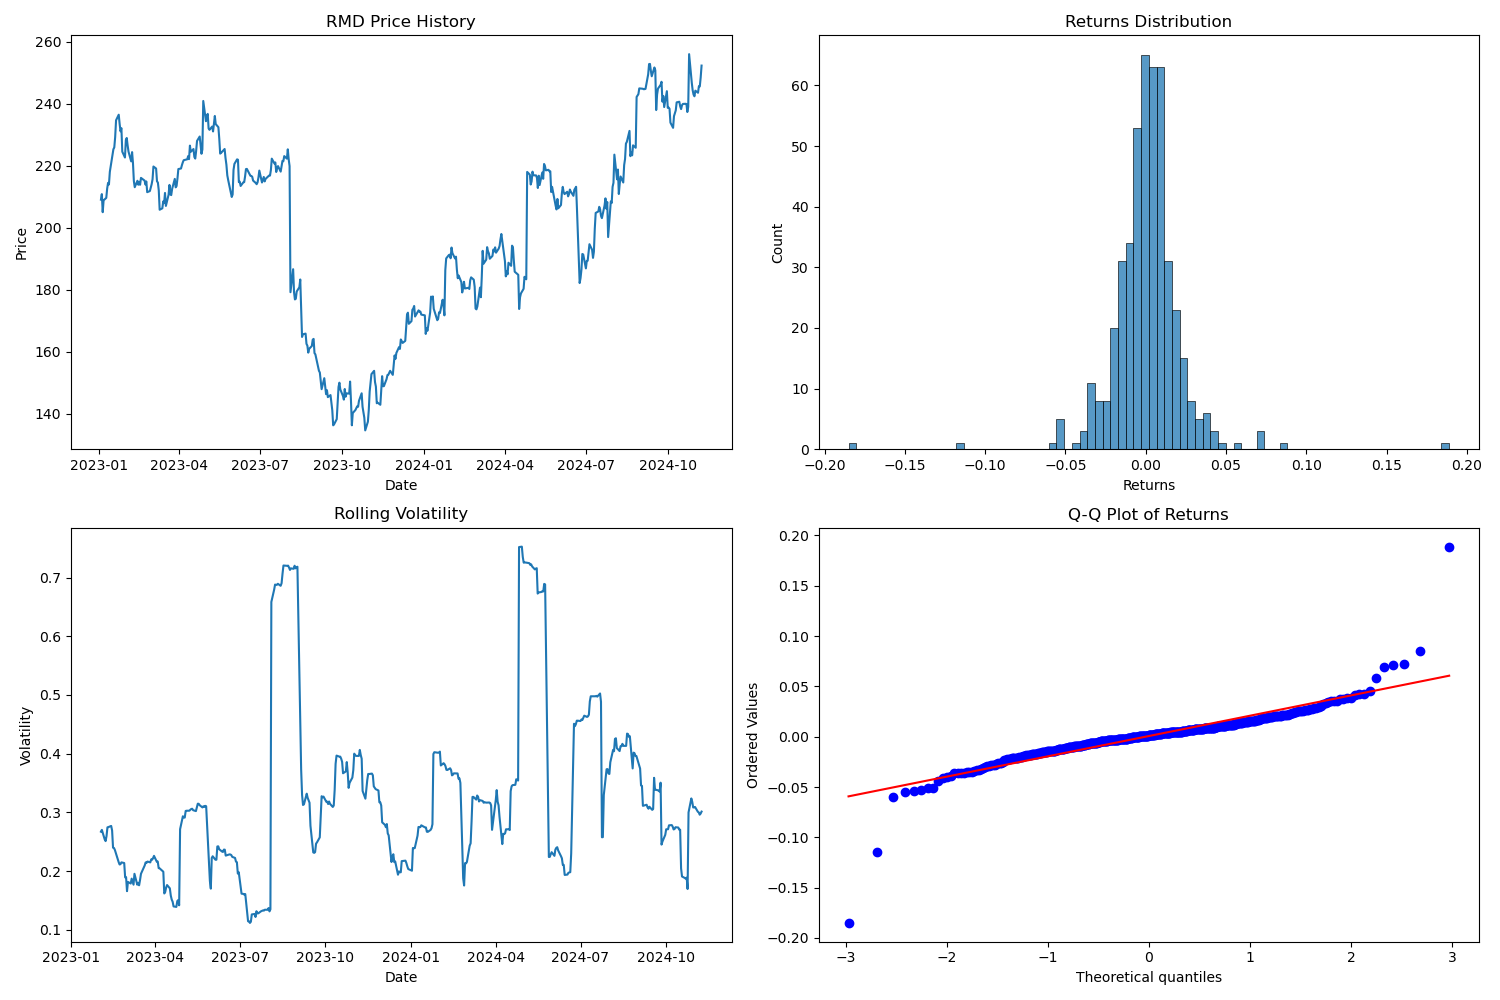 RMD Price History
260
240
220
200
180
160
140
Price
2023-01 2023-04 2023-07 2023-10 2024-01 2024-04 2024-07 2024-10
Date
Returns Distribution
60
50
40
30
20
10
0
Count
−0.20 −0.15 −0.10 −0.05 0.00 0.05 0.10 0.15 0.20
Returns
Rolling Volatility
0.7
0.6
0.5
0.4
0.3
0.2
0.1
Volatility
2023-01 2023-04 2023-07 2023-10 2024-01 2024-04 2024-07 2024-10
Date
Q-Q Plot of Returns
0.20
0.15
0.10
0.05
0.00
−0.05
−0.10
−0.15
−0.20
Ordered Values
−3 −2 −1 0 1 2 3
Theoretical quantiles